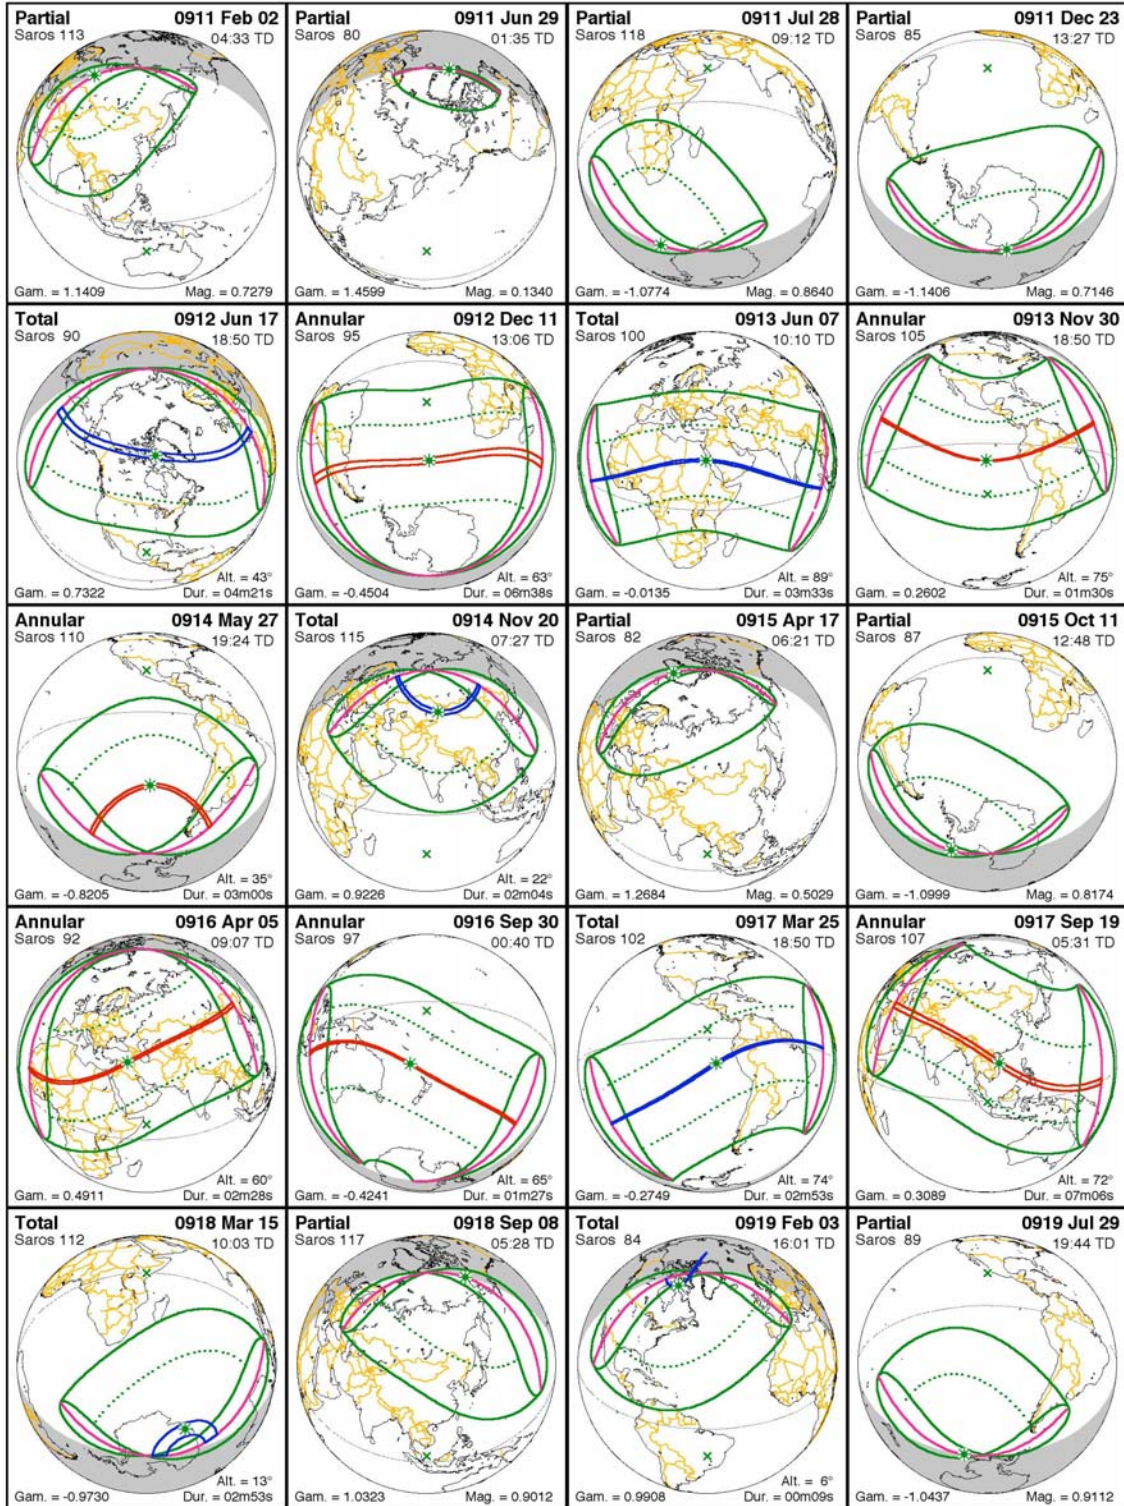 Partial 0911 Feb 02
Saros 113 04:33 TD
Gam. = 1.1409 Mag. = 0.7279
Partial 0911 Jun 29
Saros 80 01:35 TD
Gam. = 1.4599 Mag. = 0.1340
Partial 0911 Jul 28
Saros 118 09:12 TD
Gam. = -1.0774 Mag. = 0.8640
Partial 0911 Dec 23
Saros 85 13:27 TD
Gam. = -1.1406 Mag. = 0.7146
Total 0912 Jun 17
Saros 90 18:50 TD
Alt. = 43°
Gam. = 0.7322 Dur. = 04m21s
Annular 0912 Dec 11
Saros 95 13:06 TD
Alt. = 63°
Gam. = -0.4504 Dur. = 06m38s
Total 0913 Jun 07
Saros 100 10:10 TD
Alt. = 89°
Gam. = -0.0135 Dur. = 03m33s
Annular 0913 Nov 30
Saros 105 18:50 TD
Alt. = 75°
Gam. = 0.2602 Dur. = 01m30s
Annular 0914 May 27
Saros 110 19:24 TD
Alt. = 35°
Gam. = -0.8205 Dur. = 03m00s
Total 0914 Nov 20
Saros 115 07:27 TD
Alt. = 22°
Gam. = 0.9226 Dur. = 02m04s
Partial 0915 Apr 17
Saros 82 06:21 TD
Gam. = 1.2684 Mag. = 0.5029
Partial 0915 Oct 11
Saros 87 12:48 TD
Gam. = -1.0999 Mag. = 0.8174
Annular 0916 Apr 05
Saros 92 09:07 TD
Alt. = 60°
Gam. = 0.4911 Dur. = 02m28s
Annular 0916 Sep 30
Saros 97 00:40 TD
Alt. = 65°
Gam. = -0.4241 Dur. = 01m27s
Total 0917 Mar 25
Saros 102 18:50 TD
Alt. = 74°
Gam. = -0.2749 Dur. = 02m53s
Annular 0917 Sep 19
Saros 107 05:31 TD
Alt. = 72°
Gam. = 0.3089 Dur. = 07m06s
Total 0918 Mar 15
Saros 112 10:03 TD
Alt. = 13°
Gam. = -0.9730 Dur. = 02m53s
Partial 0918 Sep 08
Saros 117 05:28 TD
Gam. = 1.0323 Mag. = 0.9012
Total 0919 Feb 03
Saros 84 16:01 TD
Alt. = 6°
Gam. = 0.9908 Dur. = 00m09s
Partial 0919 Jul 29
Saros 89 19:44 TD
Gam. = -1.0437 Mag. = 0.9112